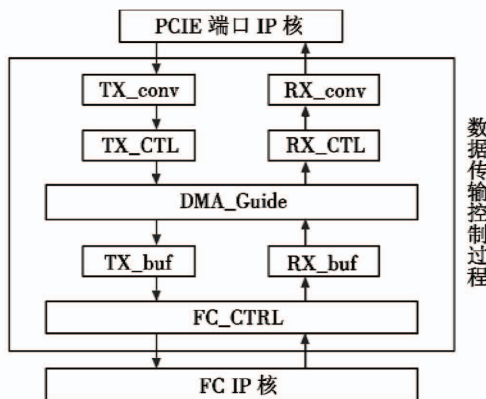 PCIE 端口 IP 核
TX_conv RX_conv
TX_CTL RX_CTL
DMA_Guide
TX_buf RX_buf
FC_CTRL
FC IP 核
数据传输控制过程